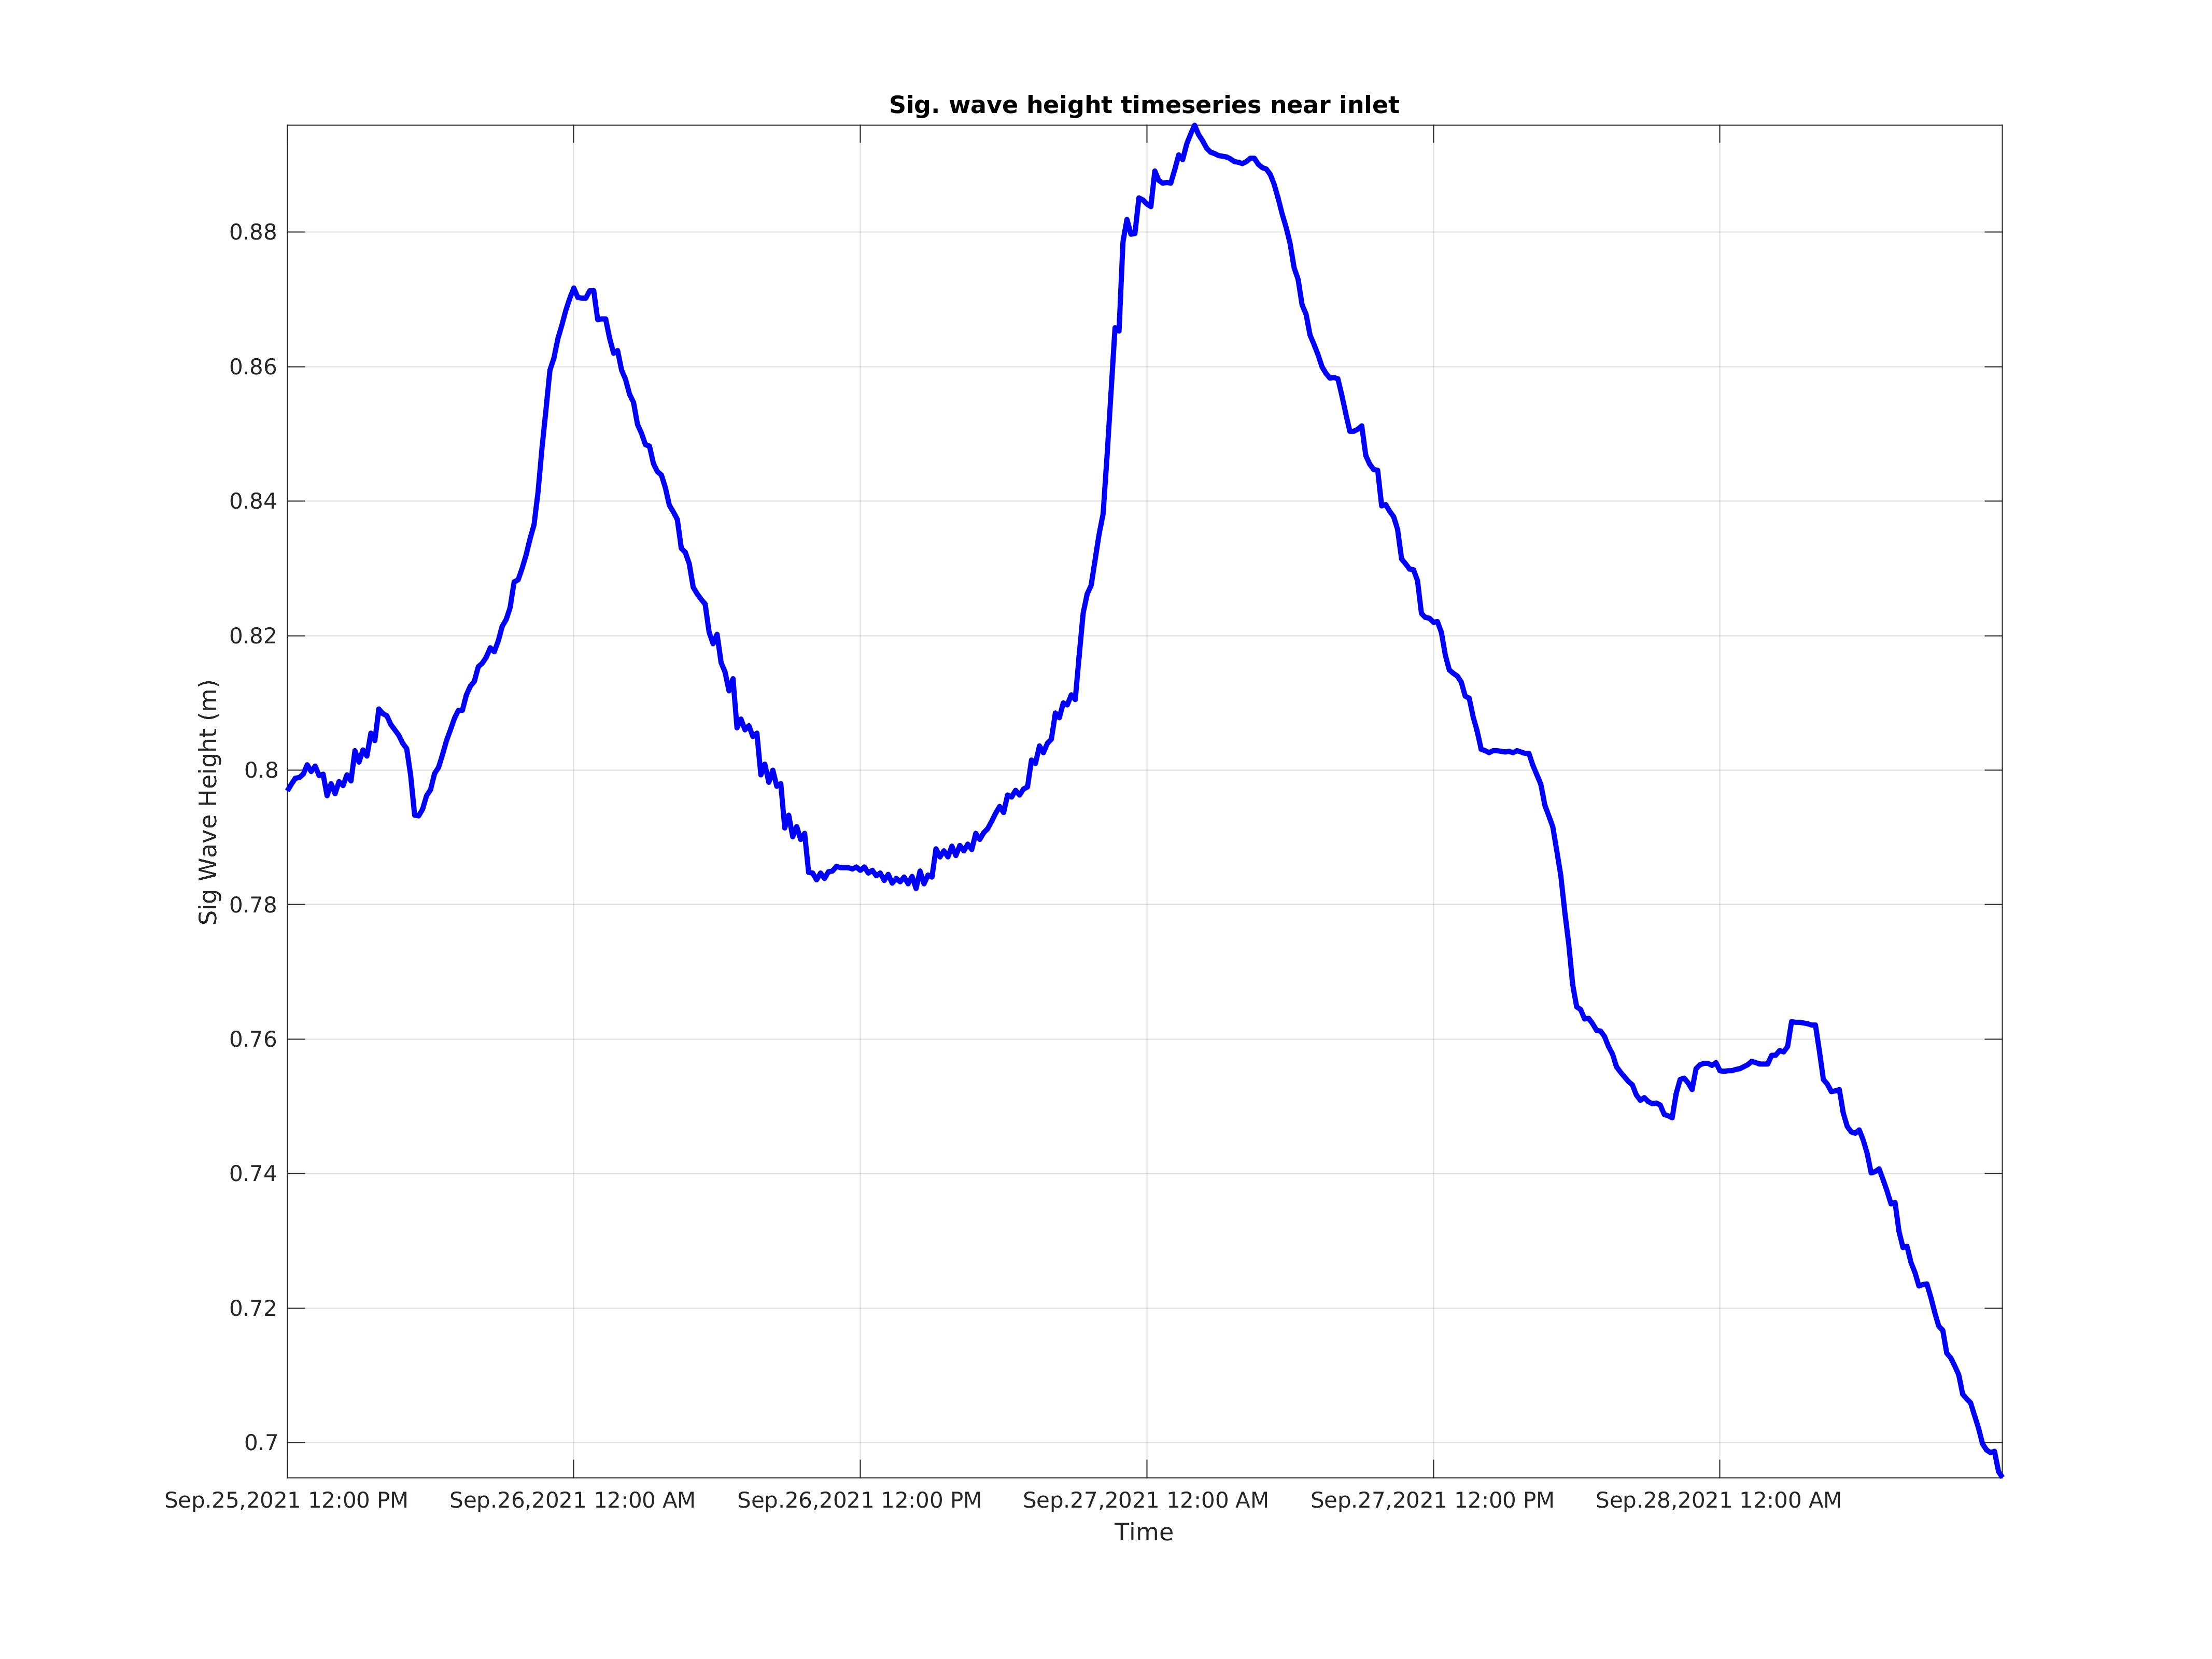 Sig. wave height timeseries near inlet
Sig Wave Height (m)
0.88
0.86
0.84
0.82
0.8
0.78
0.76
0.74
0.72
0.7
Sep.25,2021 12:00 PM Sep.26,2021 12:00 AM Sep.26,2021 12:00 PM Sep.27,2021 12:00 AM Sep.27,2021 12:00 PM Sep.28,2021 12:00 AM
Time